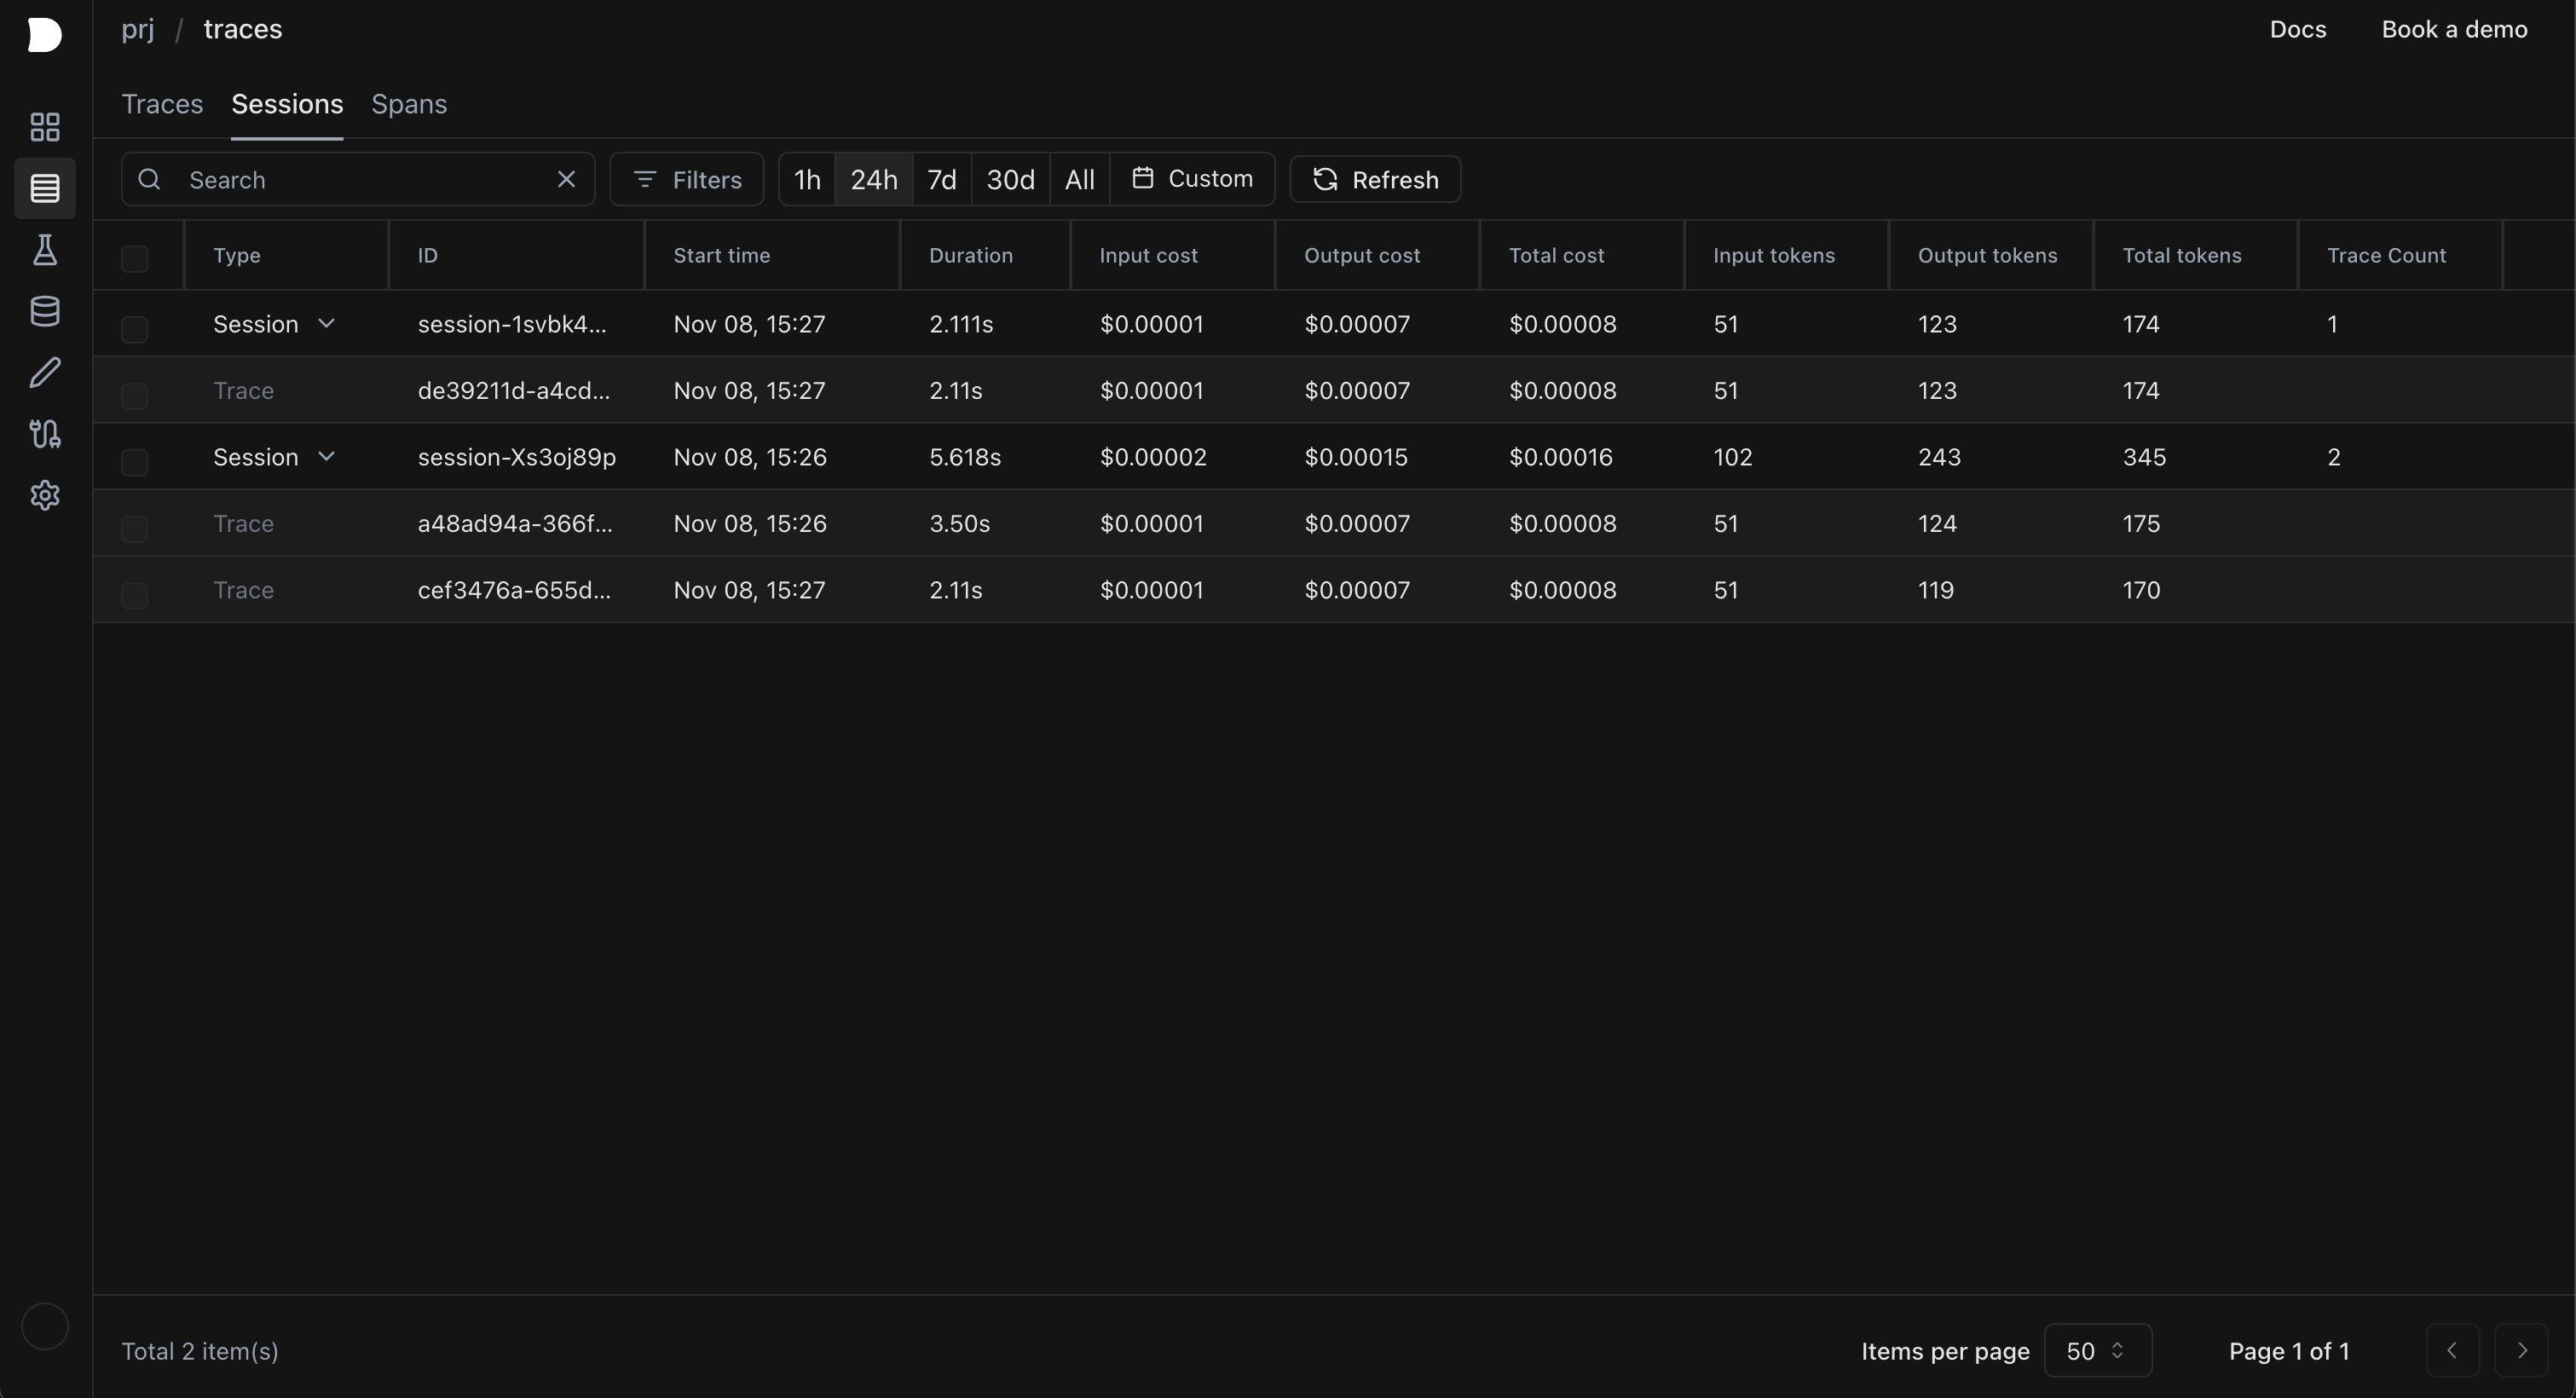 prj / traces
Docs
Book a demo
Traces Sessions Spans
Search
Filters
1h 24h 7d 30d All Custom
Refresh
Type ID Start time Duration Input cost Output cost Total cost Input tokens Output tokens Total tokens Trace Count
Session session-1svbk4... Nov 08, 15:27 2.111s $0.00001 $0.00007 $0.00008 51 123 174 1
Trace de39211d-a4cd... Nov 08, 15:27 2.11s $0.00001 $0.00007 $0.00008 51 123 174
Session session-Xs3oj89p Nov 08, 15:26 5.618s $0.00002 $0.00015 $0.00016 102 243 345 2
Trace a48ad94a-366f... Nov 08, 15:26 3.50s $0.00001 $0.00007 $0.00008 51 124 175
Trace cef3476a-655d... Nov 08, 15:27 2.11s $0.00001 $0.00007 $0.00008 51 119 170
Total 2 item(s)
Items per page 50
Page 1 of 1